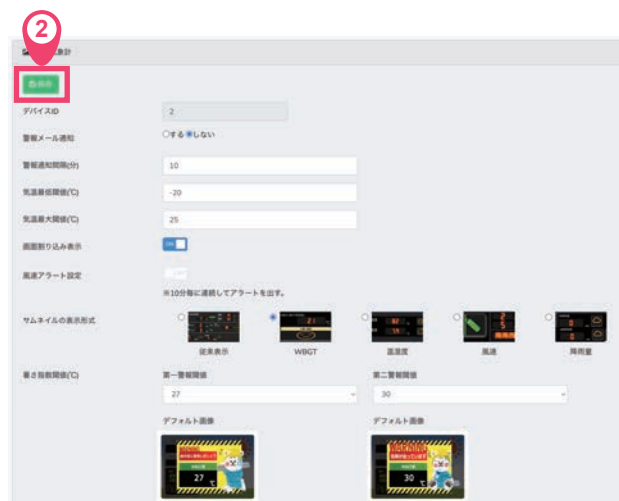 2
保存
デバイスID
2
警報メール通知
する しない
警報通知間隔(分)
10
気温最低閾値(℃)
-20
気温最大閾値(℃)
25
画面割り込み表示
ON
風速アラート設定
※10分毎に連続してアラートを出す。
サムネイルの表示形式
従来表示 WBGT 温湿度 風速 降雨量
暑さ指数閾値(℃)
第一警報閾値 第二警報閾値
27 30
デフォルト画像 デフォルト画像
WARNING
27 ℃ 30 ℃